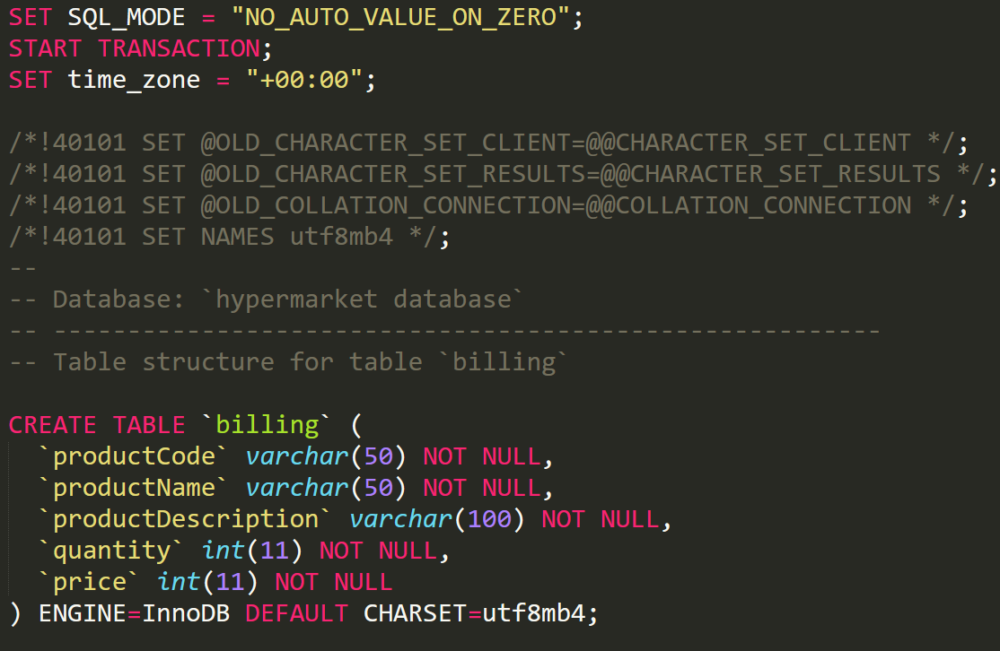 SET SQL_MODE = "NO_AUTO_VALUE_ON_ZERO";
START TRANSACTION;
SET time_zone = "+00:00";
/*!40101 SET @OLD_CHARACTER_SET_CLIENT=@@CHARACTER_SET_CLIENT */;
/*!40101 SET @OLD_CHARACTER_SET_RESULTS=@@CHARACTER_SET_RESULTS */;
/*!40101 SET @OLD_COLLATION_CONNECTION=@@COLLATION_CONNECTION */;
/*!40101 SET NAMES utf8mb4 */;
--
-- Database: `hypermarket database`
-- --------------------------------------------------------
-- Table structure for table `billing`
CREATE TABLE `billing` (
  `productCode` varchar(50) NOT NULL,
  `productName` varchar(50) NOT NULL,
  `productDescription` varchar(100) NOT NULL,
  `quantity` int(11) NOT NULL,
  `price` int(11) NOT NULL
) ENGINE=InnoDB DEFAULT CHARSET=utf8mb4;